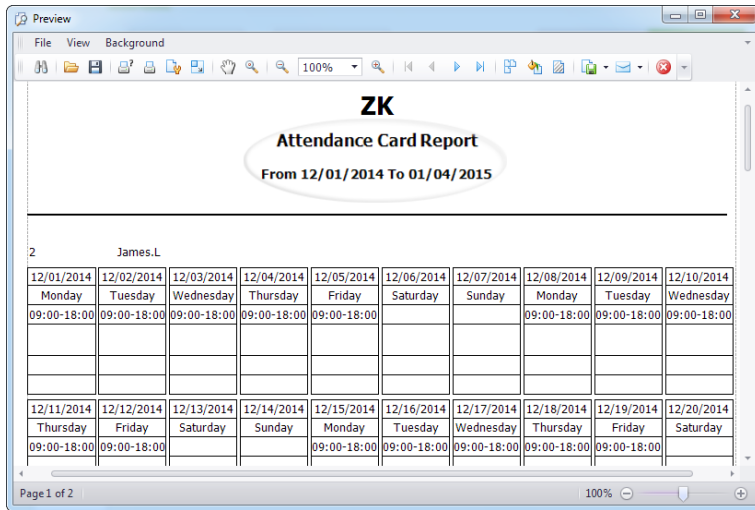 Preview
File View Background
100%
ZK
Attendance Card Report
From 12/01/2014 To 01/04/2015
2 James.L
12/01/2014 12/02/2014 12/03/2014 12/04/2014 12/05/2014 12/06/2014 12/07/2014 12/08/2014 12/09/2014 12/10/2014
Monday Tuesday Wednesday Thursday Friday Saturday Sunday Monday Tuesday Wednesday
09:00-18:00 09:00-18:00 09:00-18:00 09:00-18:00 09:00-18:00 09:00-18:00 09:00-18:00 09:00-18:00
12/11/2014 12/12/2014 12/13/2014 12/14/2014 12/15/2014 12/16/2014 12/17/2014 12/18/2014 12/19/2014 12/20/2014
Thursday Friday Saturday Sunday Monday Tuesday Wednesday Thursday Friday Saturday
09:00-18:00 09:00-18:00 09:00-18:00 09:00-18:00 09:00-18:00 09:00-18:00 09:00-18:00
Page 1 of 2 100%